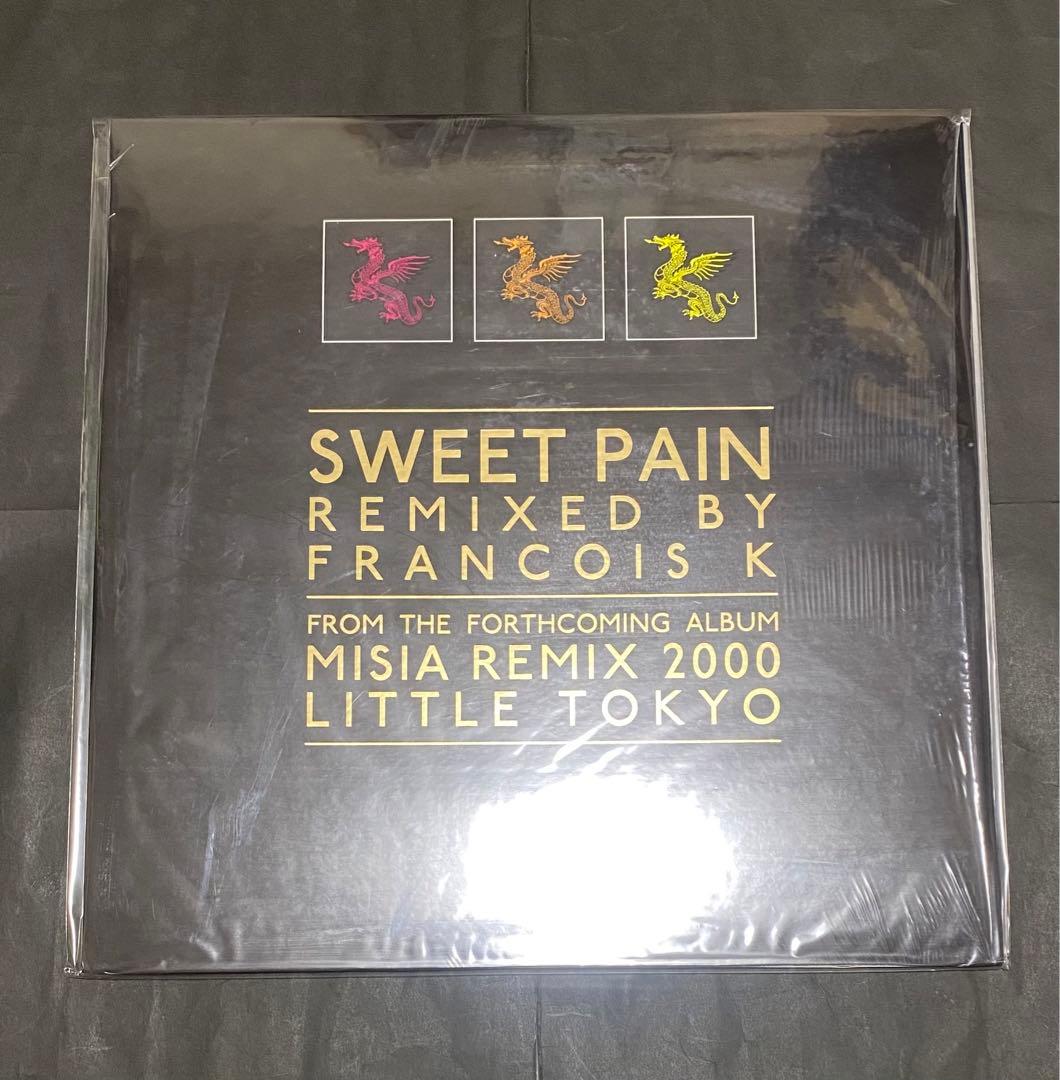 SWEET PAIN
REMIXED BY
FRANCOIS K
FROM THE FORTHCOMING ALBUM
MISIA REMIX 2000
LITTLE TOKYO